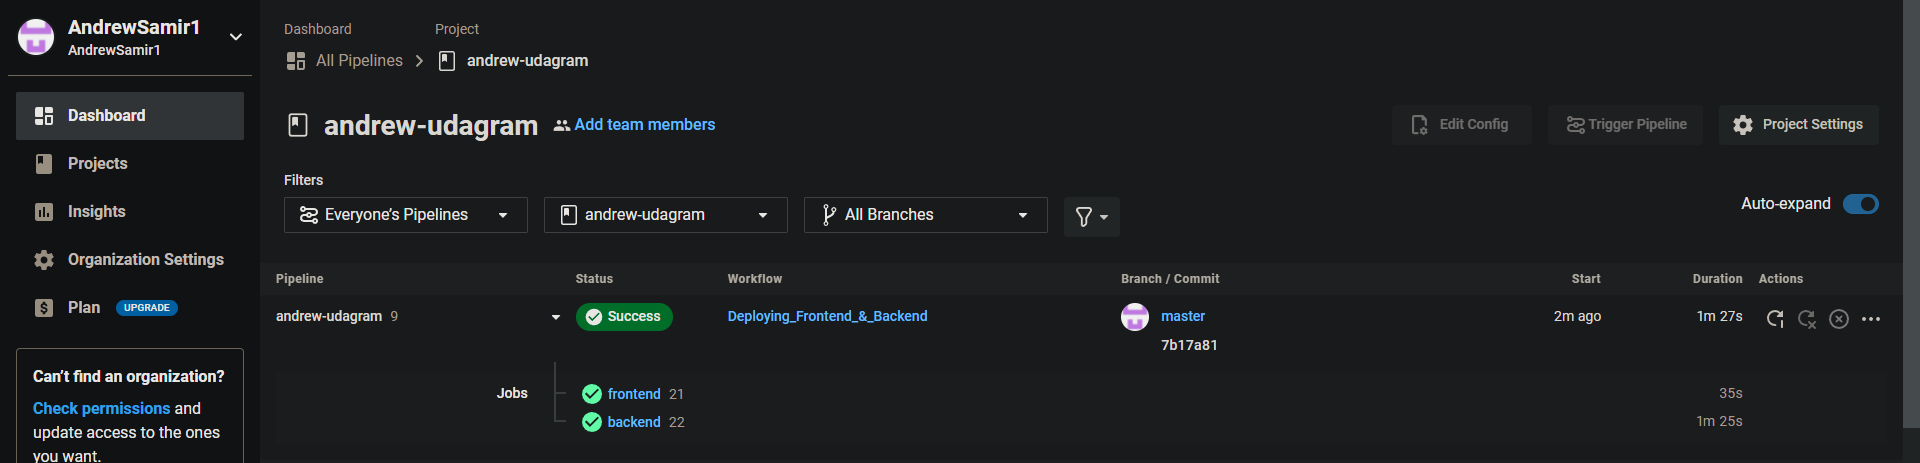 AndrewSamir1
AndrewSamir1
Dashboard
Projects
Insights
Organization Settings
Plan UPGRADE
Can't find an organization?
Check permissions and
update access to the ones
you want.
Dashboard Project
All Pipelines andrew-udagram
andrew-udagram Add team members
Edit Config Trigger Pipeline Project Settings
Filters
Everyone's Pipelines andrew-udagram All Branches
Auto-expand
Pipeline Status Workflow Branch / Commit Start Duration Actions
andrew-udagram 9 Success Deploying_Frontend_&_Backend master 2m ago 1m 27s
7b17a81
Jobs frontend 21 35s
backend 22 1m 25s